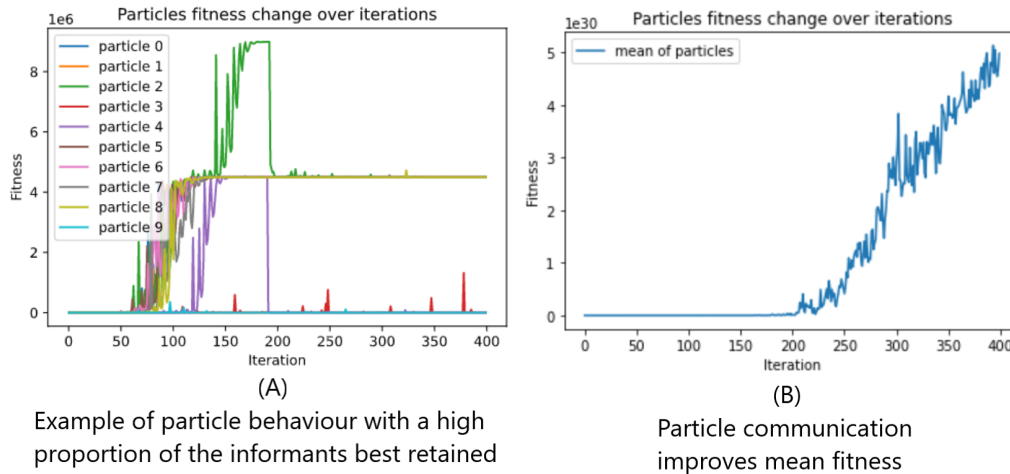 Particles fitness change over iterations
1e6
8
6
4
2
0
Fitness
particle 0
particle 1
particle 2
particle 3
particle 4
particle 5
particle 6
particle 7
particle 8
particle 9
0 50 100 150 200 250 300 350 400
Iteration
(A)
Example of particle behaviour with a high
proportion of the informants best retained
Particles fitness change over iterations
1e30
5
4
3
2
1
0
Fitness
mean of particles
0 50 100 150 200 250 300 350 400
Iteration
(B)
Particle communication
improves mean fitness